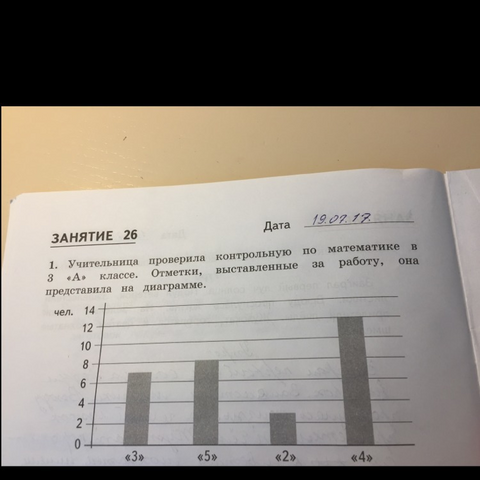 ЗАНЯТИЕ 26
Дата 19.07.17
1. Учительница проверила контрольную по математике в
3 «А» классе. Отметки, выставленные за работу, она
представила на диаграмме.
чел. 14
12
10
8
6
4
2
0
«3» «5» «2» «4»